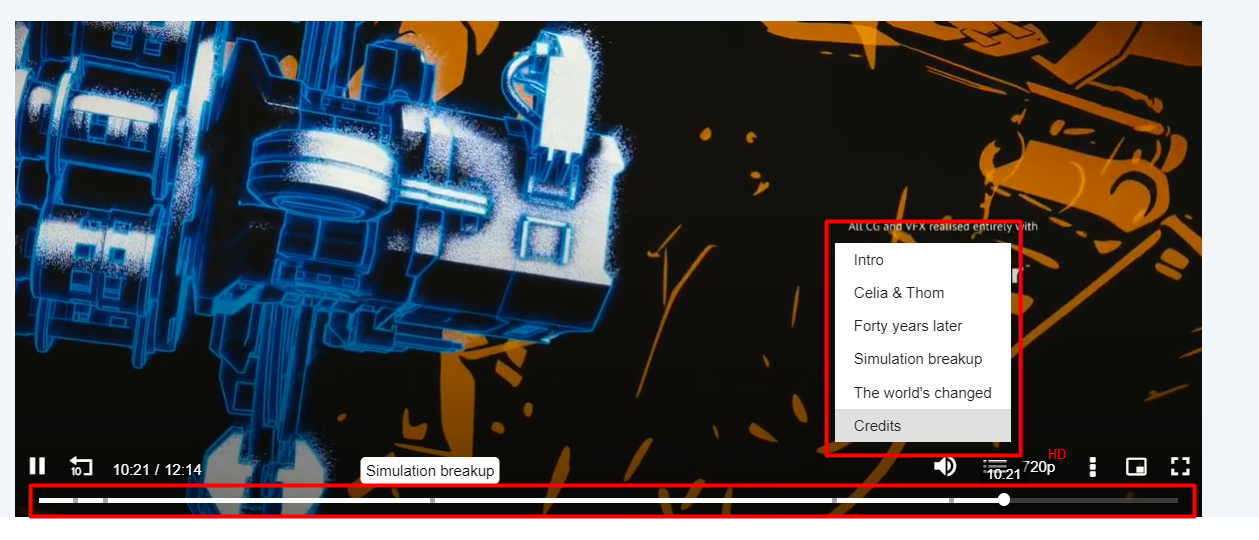 All CG and VFX realised entirely with
Intro
Celia & Thom
Forty years later
Simulation breakup
The world's changed
Credits
10
10:21 / 12:14
Simulation breakup
10:21
720p
HD